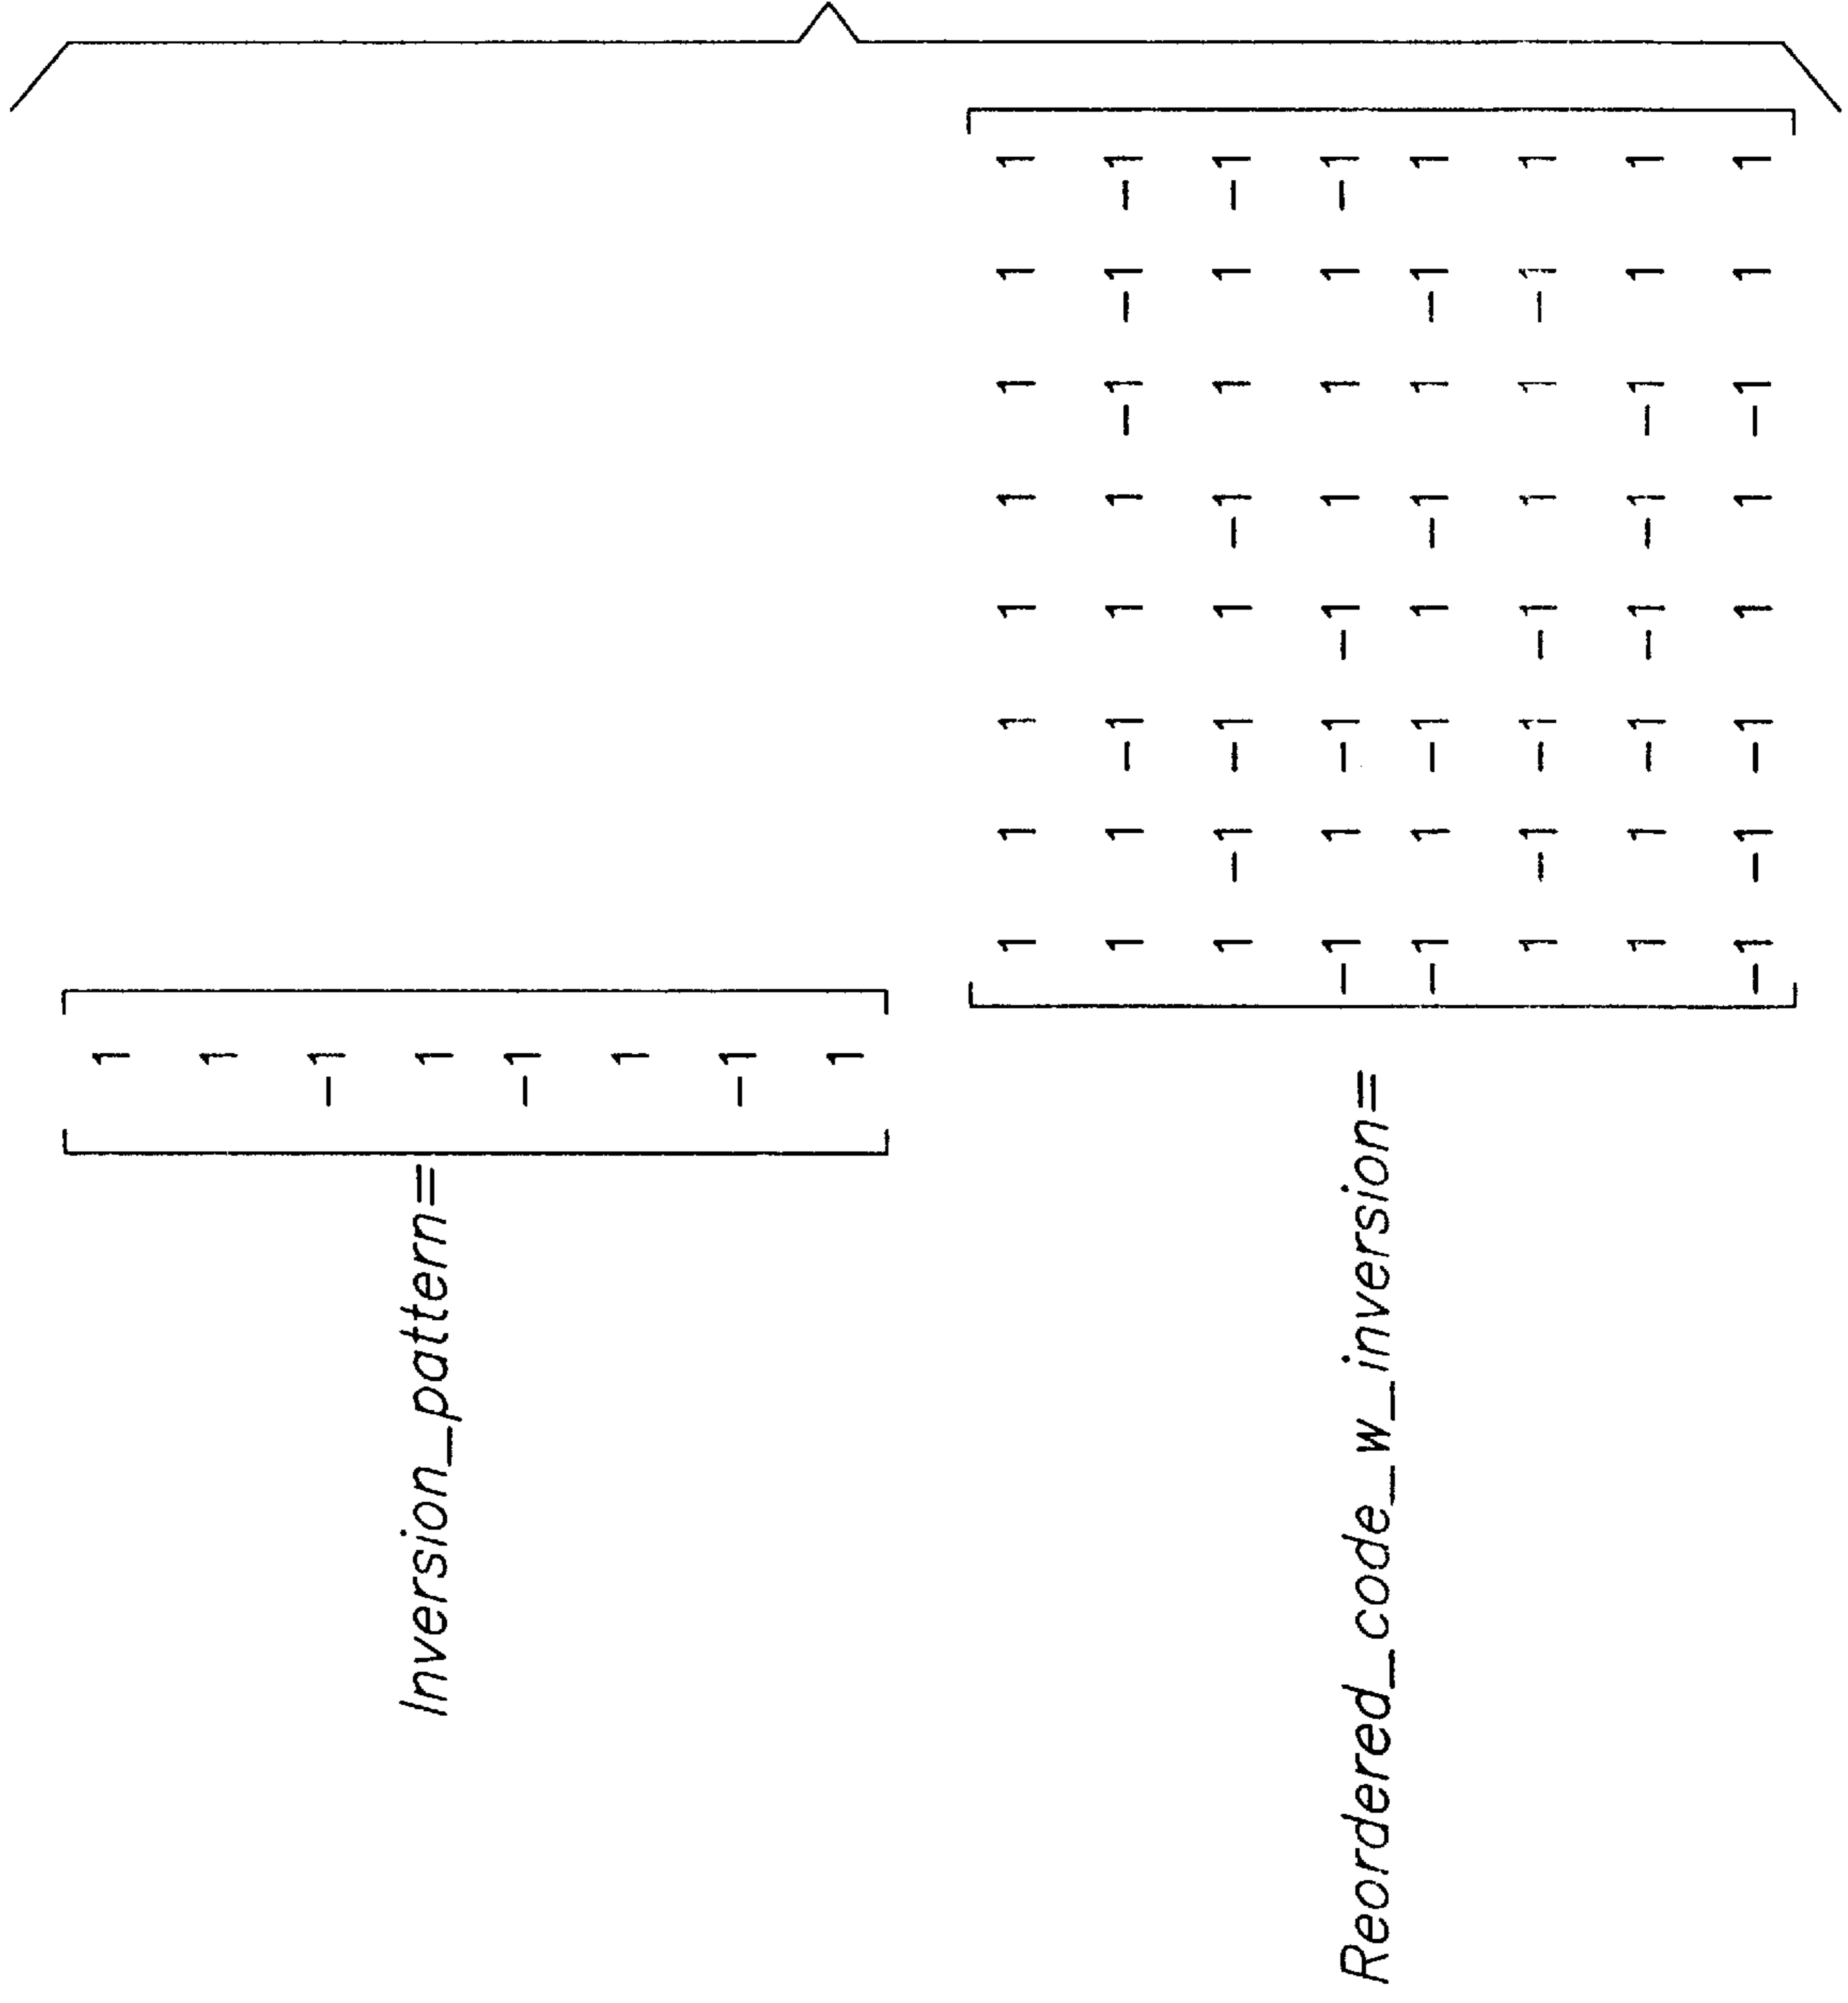 1
1
-1
1
Inversion_pattern=
-1
1
-1
1
1 1 1 1 1 1 1 1
1 1 -1 1 1 -1 -1 -1
1 -1 -1 1 -1 1 1 -1
-1 1 -1 -1 1 1 1 -1
Reordered_code_w_inversion=
-1 1 -1 1 -1 1 -1 1
1 -1 -1 -1 1 1 -1 1
1 1 -1 -1 -1 -1 1 1
-1 -1 -1 1 1 -1 1 1